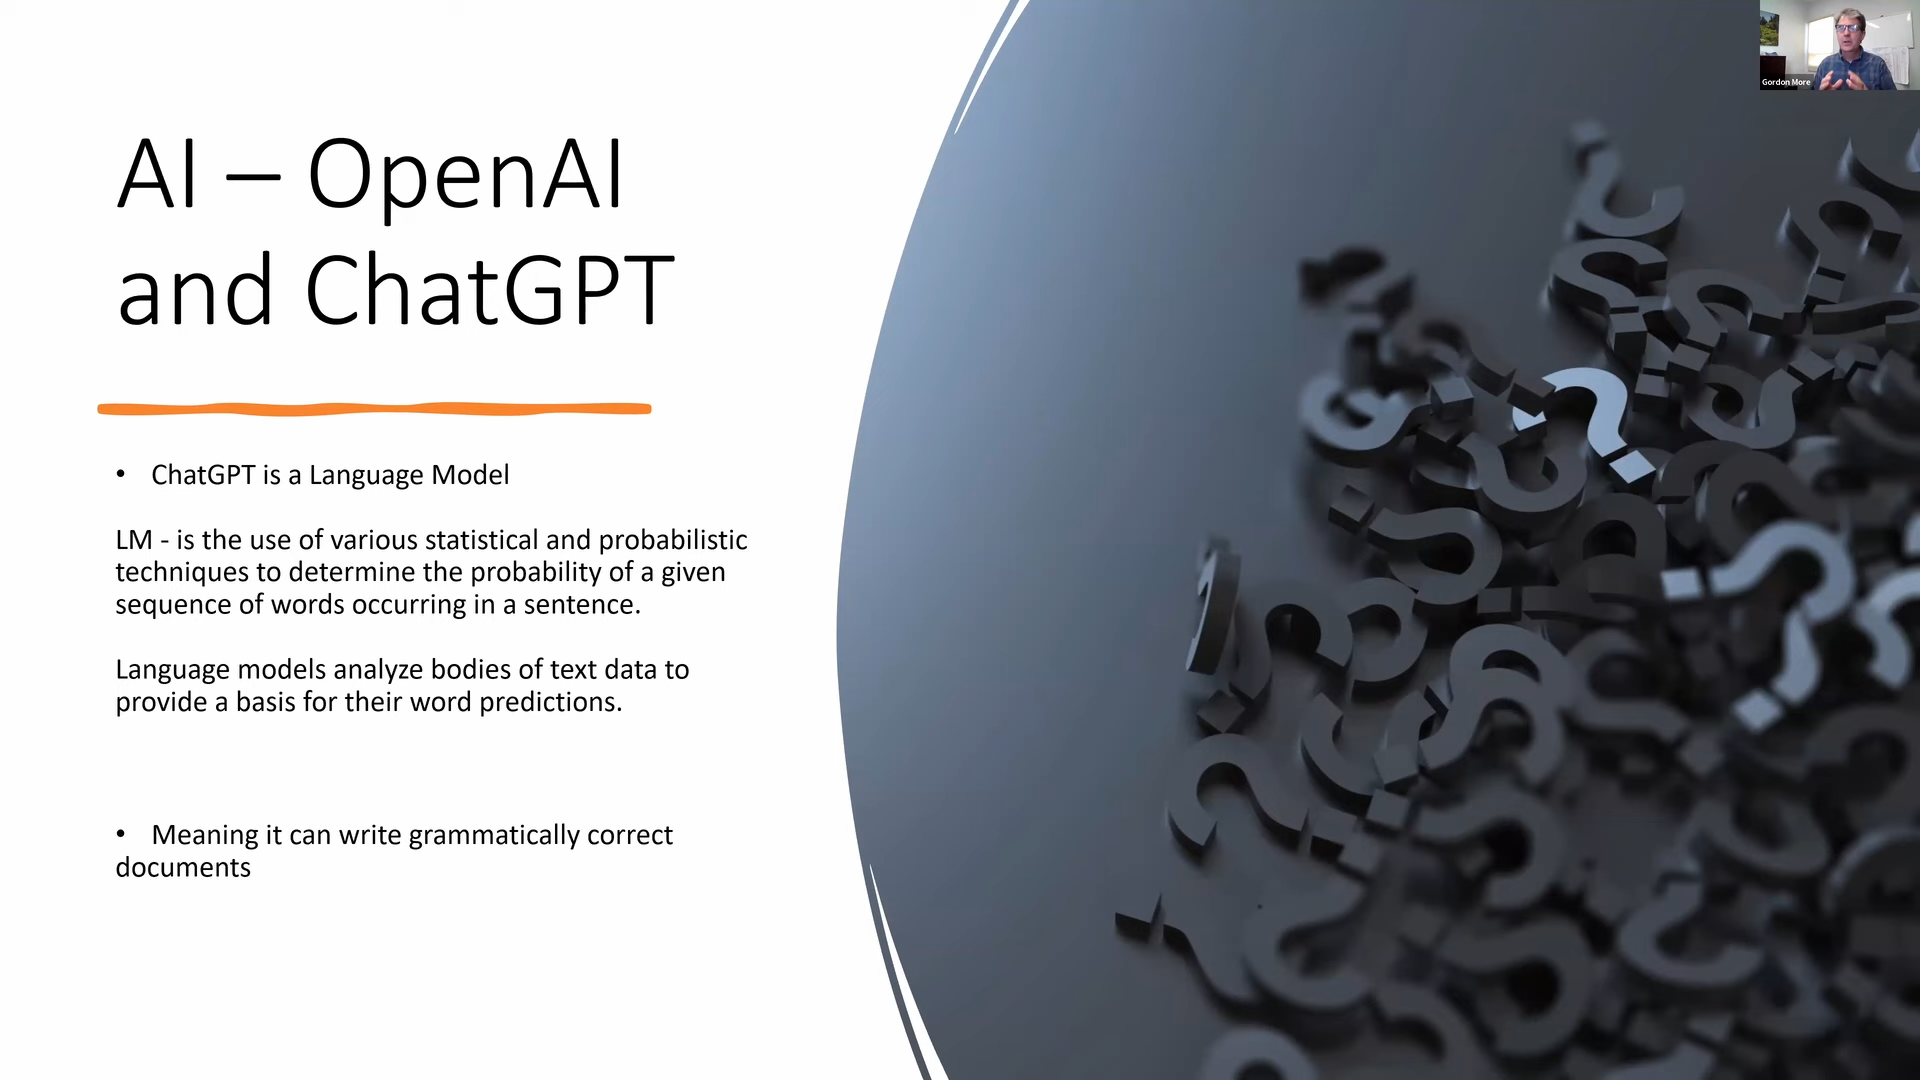 AI – OpenAI
and ChatGPT
• ChatGPT is a Language Model
LM - is the use of various statistical and probabilistic
techniques to determine the probability of a given
sequence of words occurring in a sentence.
Language models analyze bodies of text data to
provide a basis for their word predictions.
• Meaning it can write grammatically correct
documents
Gordon More